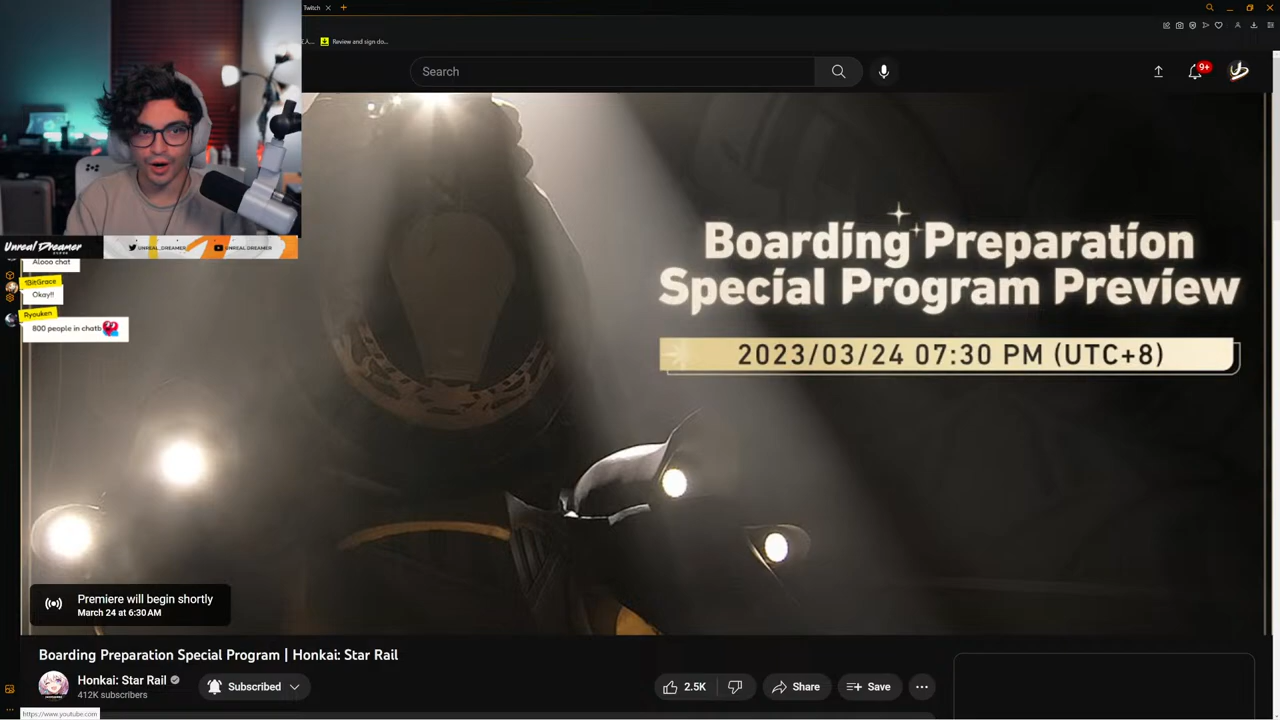 Twitch
Review and sign do...
Search
9+
Boarding Preparation
Special Program Preview
2023/03/24 07:30 PM (UTC+8)
Unreal Dreamer
UNREAL_DREAMER
UNREAL DREAMER
Alooa chat
BitGrace
Okay!!
Ryouken
800 people in chatb
Premiere will begin shortly
March 24 at 6:30 AM
Boarding Preparation Special Program | Honkai: Star Rail
Honkai: Star Rail
412K subscribers
Subscribed
2.5K
Share
Save
https://www.youtube.com